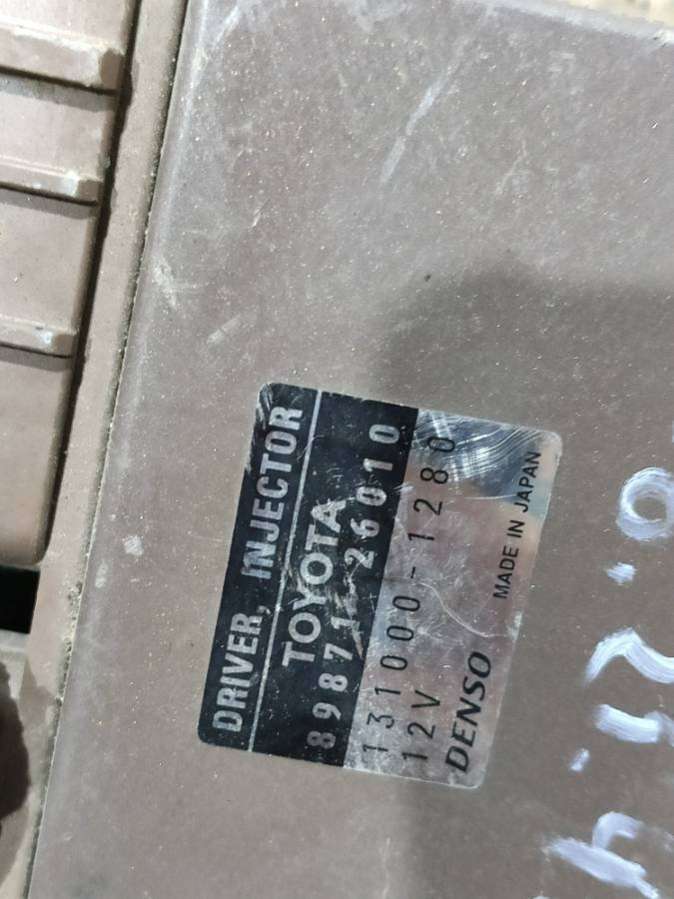 DRIVER, INJECTOR
TOYOTA
89871-26010
131000-1280
12V
DENSO MADE IN JAPAN